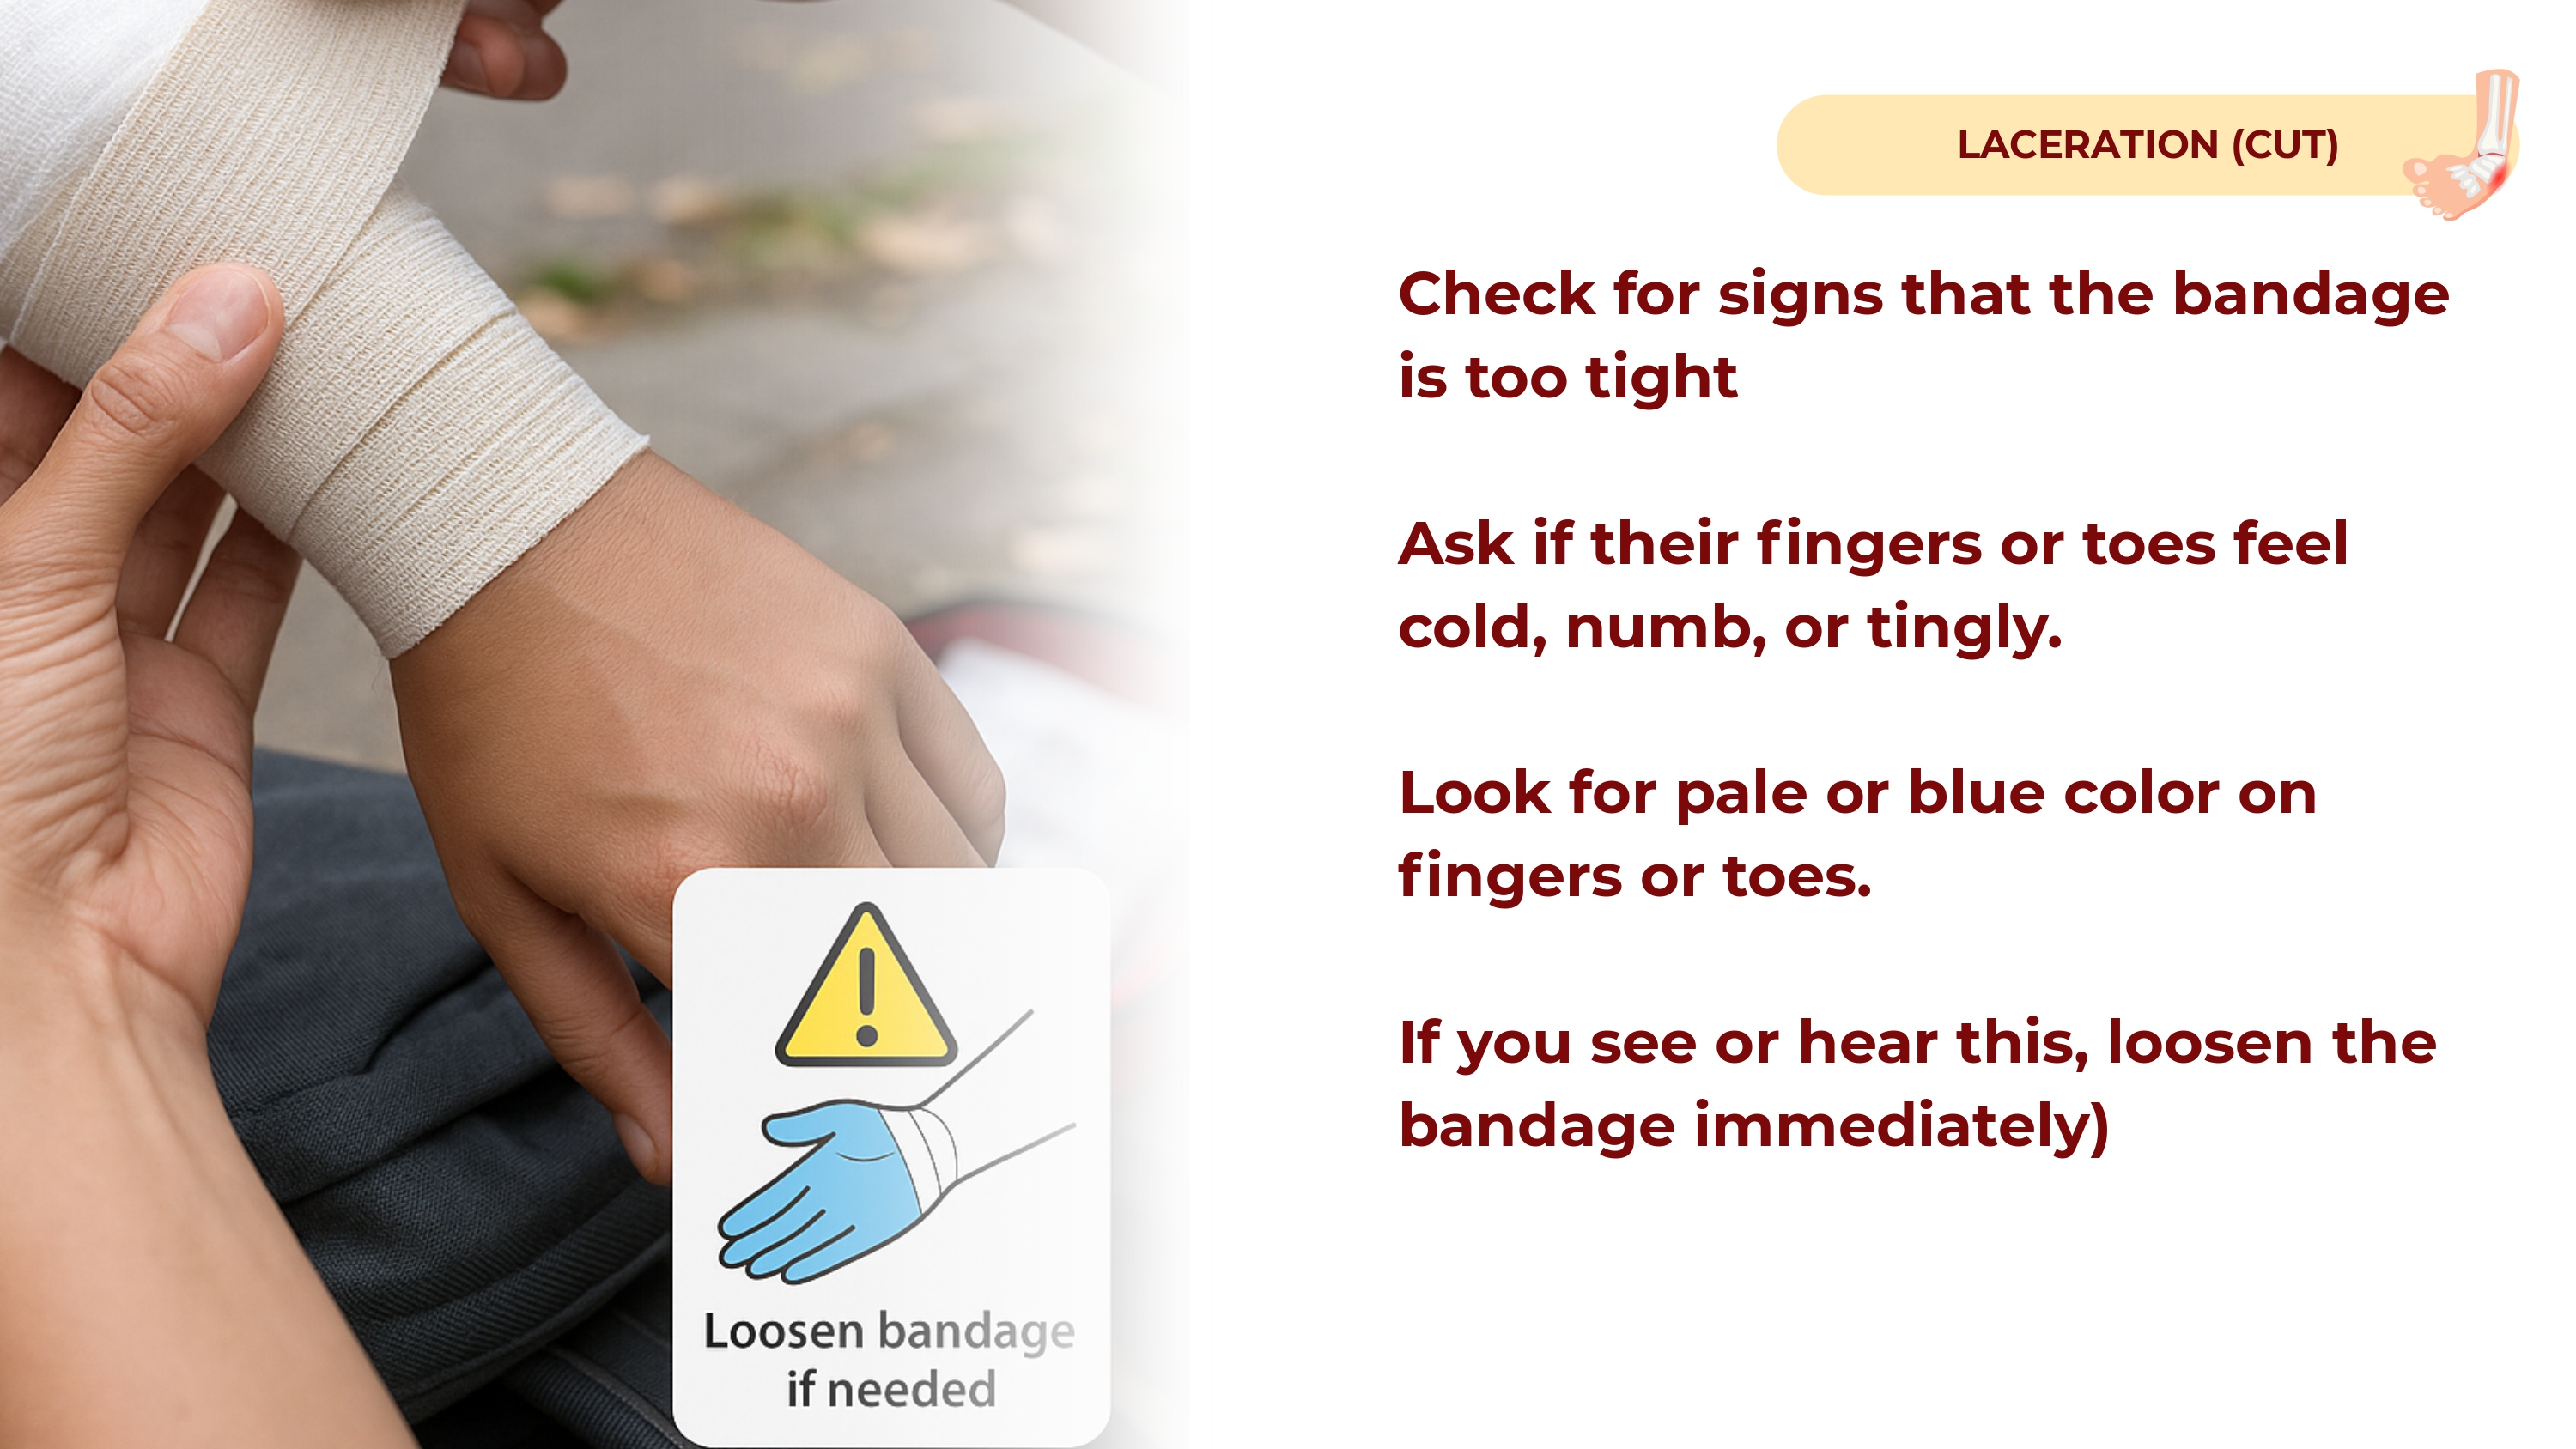 LACERATION (CUT)
Check for signs that the bandage
is too tight
Ask if their fingers or toes feel
cold, numb, or tingly.
Look for pale or blue color on
fingers or toes.
If you see or hear this, loosen the
bandage immediately)
Loosen bandage
if needed